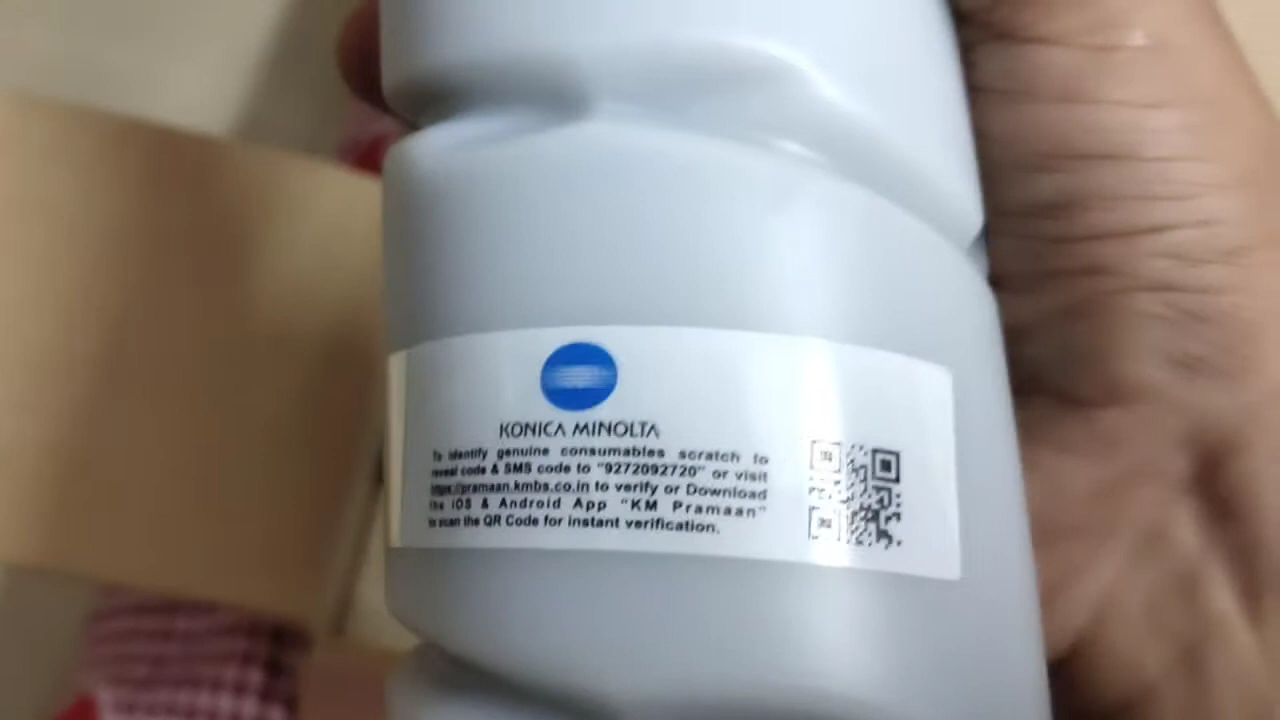 KONICA MINOLTA
To identify genuine consumables scratch to
reveal code & SMS code to "9272092720" or visit
https://pramaan.kmbs.co.in to verify or Download
the iOS & Android App "KM Pramaan"
to scan the QR Code for instant verification.